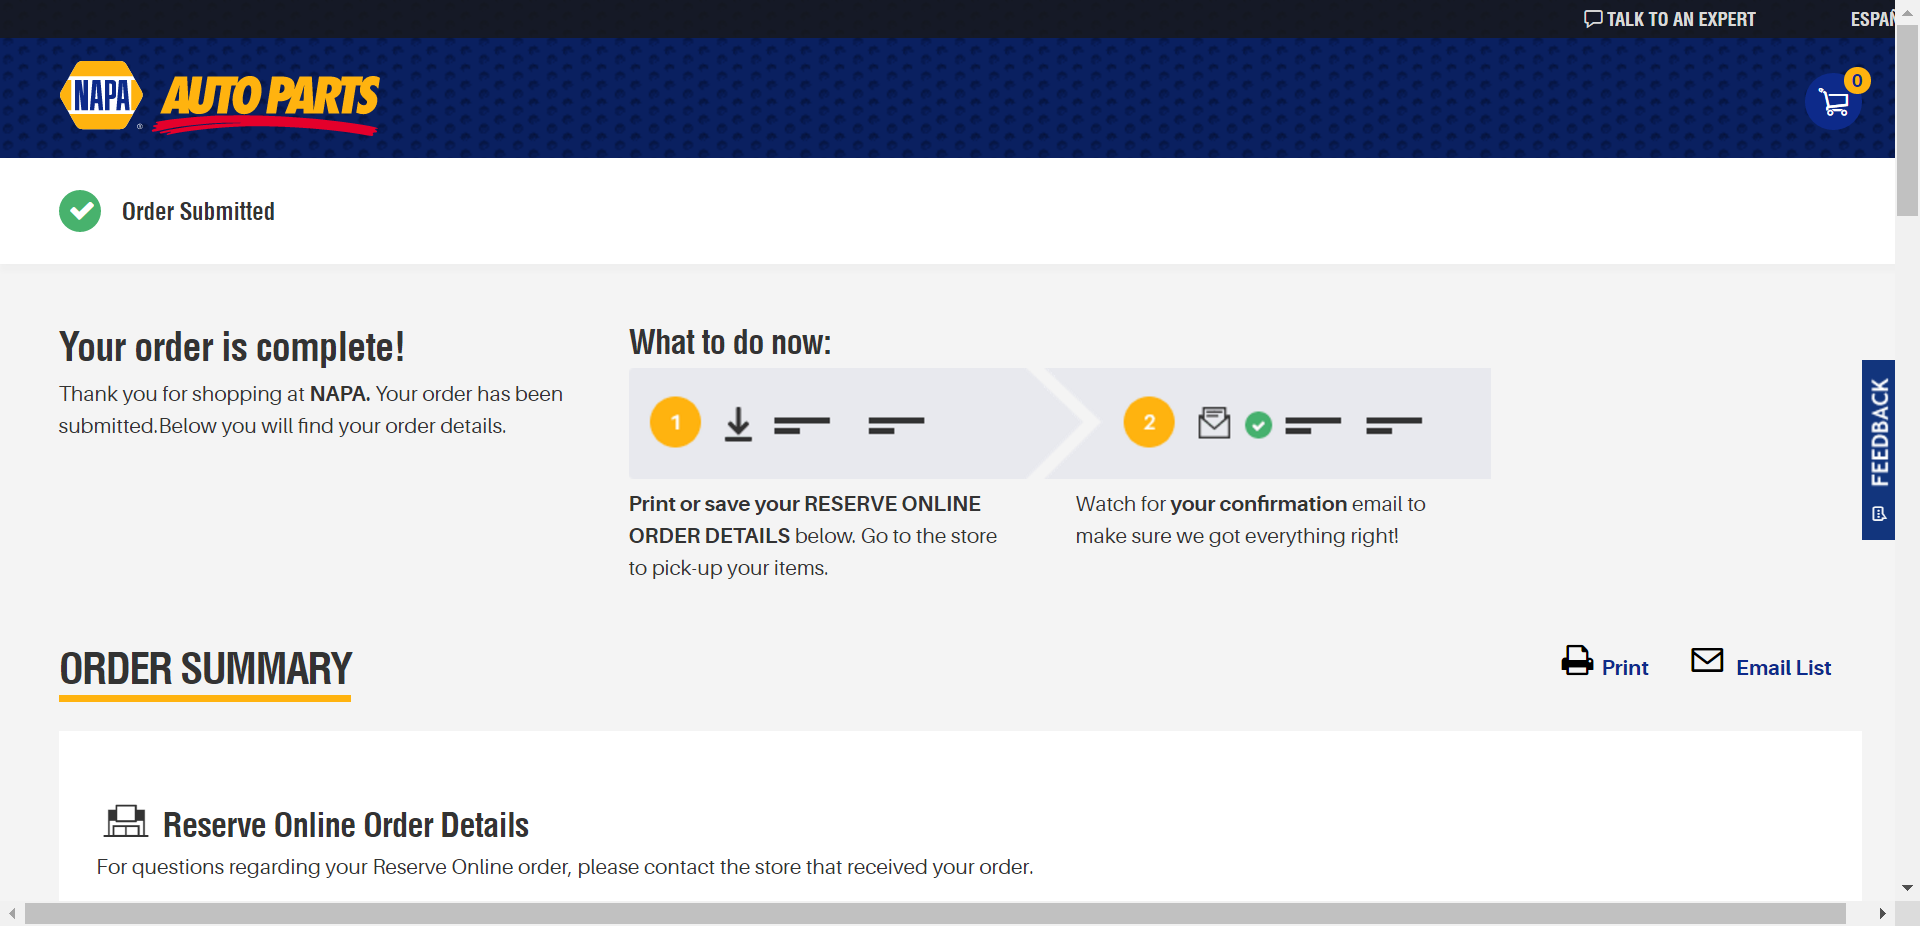 TALK TO AN EXPERT
NAPA AUTO PARTS
0
Order Submitted
Your order is complete!
Thank you for shopping at NAPA. Your order has been
submitted.Below you will find your order details.
What to do now:
1
2
Print or save your RESERVE ONLINE
ORDER DETAILS below. Go to the store
to pick-up your items.
Watch for your confirmation email to
make sure we got everything right!
FEEDBACK
ORDER SUMMARY
Print
Email List
Reserve Online Order Details
For questions regarding your Reserve Online order, please contact the store that received your order.